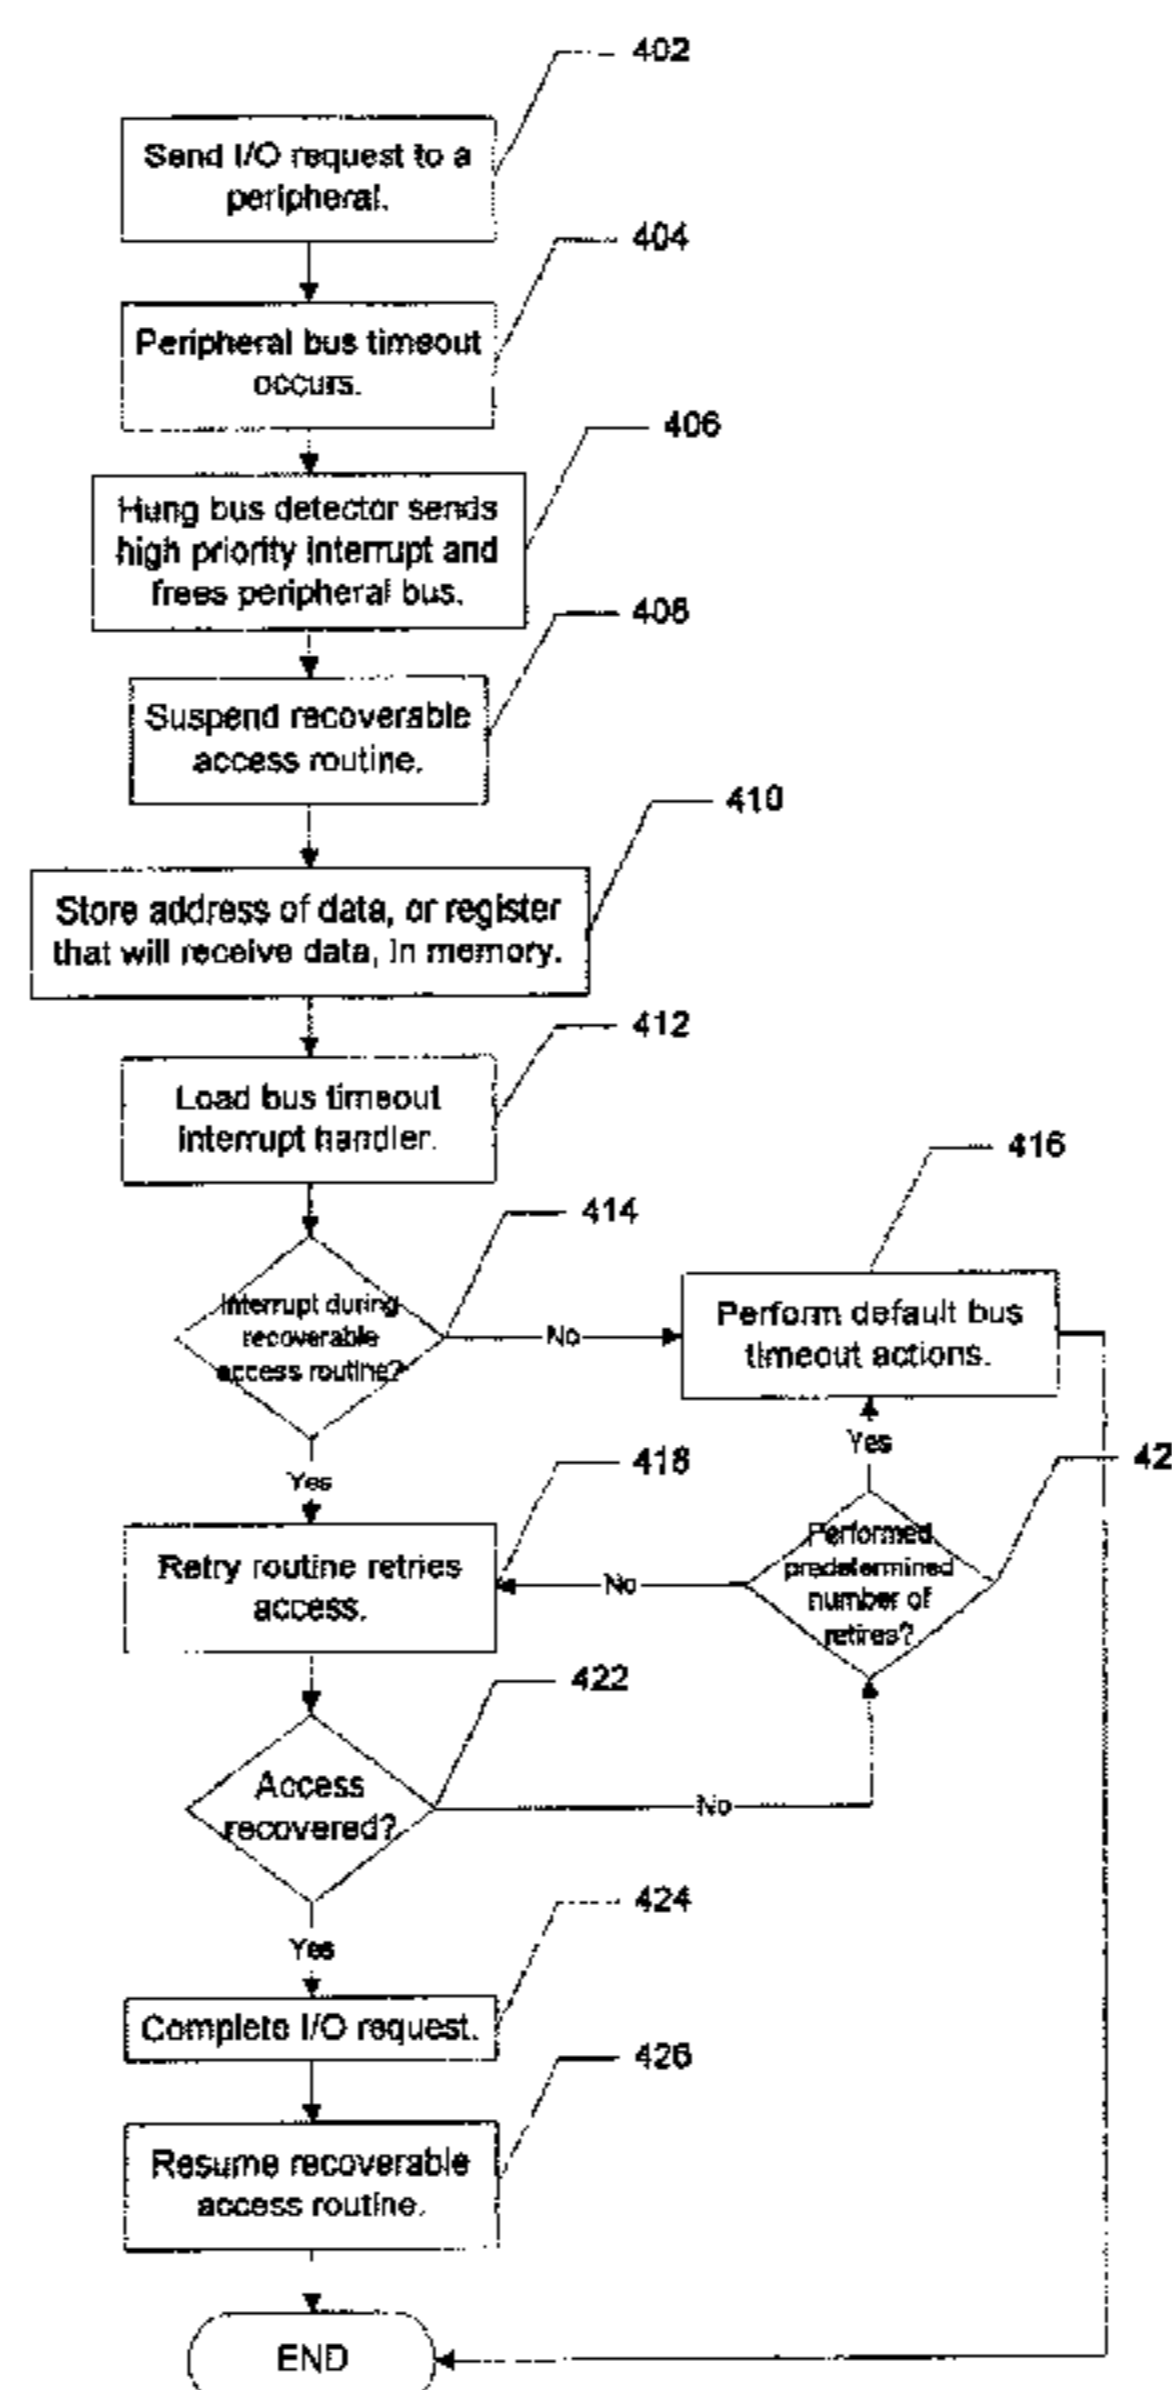 402
Send I/O request to a
peripheral.
404
Peripheral bus timeout
occurs.
406
Hung bus detector sends
high priority interrupt and
frees peripheral bus.
408
Suspend recoverable
access routine.
410
Store address of data, or register
that will receive data, in memory.
412
Load bus timeout
interrupt handler.
414
Interrupt during
recoverable
access routine?
No
416
Perform default bus
timeout actions.
Yes
Yes
418
Retry routine retries
access.
No
42
Performed
predetermined
number of
retires?
422
Access
recovered?
No
Yes
424
Complete I/O request.
426
Resume recoverable
access routine.
END